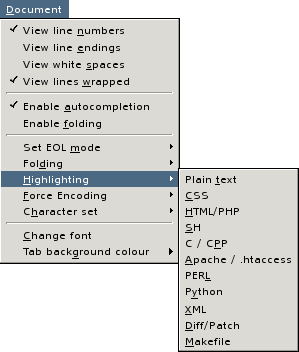 Document
View line numbers
View line endings
View white spaces
View lines wrapped
Enable autocompletion
Enable folding
Set EOL mode
Folding
Highlighting
Force Encoding
Character set
Change font
Tab background colour
Plain text
CSS
HTML/PHP
SH
C / CPP
Apache / .htaccess
PERL
Python
XML
Diff/Patch
Makefile